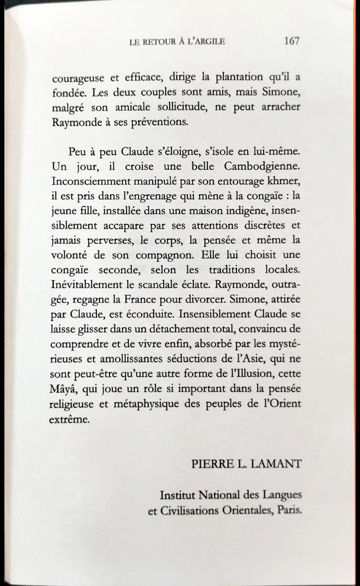 LE RETOUR À L'ARGILE 167
courageuse et efficace, dirige la plantation qu'il a
fondée. Les deux couples sont amis, mais Simone,
malgré son amicale sollicitude, ne peut arracher
Raymonde à ses préventions.
Peu à peu Claude s'éloigne, s'isole en lui-même.
Un jour, il croise une belle Cambodgienne.
Inconsciemment manipulé par son entourage khmer,
il est pris dans l'engrenage qui mène à la congaïe : la
jeune fille, installée dans une maison indigène, insen-
siblement accapare par ses attentions discrètes et
jamais perverses, le corps, la pensée et même la
volonté de son compagnon. Elle lui choisit une
congaïe seconde, selon les traditions locales.
Inévitablement le scandale éclate. Raymonde, outra-
gée, regagne la France pour divorcer. Simone, attirée
par Claude, est éconduite. Insensiblement Claude se
laisse glisser dans un détachement total, convaincu de
comprendre et de vivre enfin, absorbé par les mysté-
rieuses et amollissantes séductions de l'Asie, qui ne
sont peut-être qu'une autre forme de l'Illusion, cette
Mâyâ, qui joue un rôle si important dans la pensée
religieuse et métaphysique des peuples de l'Orient
extrême.
PIERRE L. LAMANT
Institut National des Langues
et Civilisations Orientales, Paris.